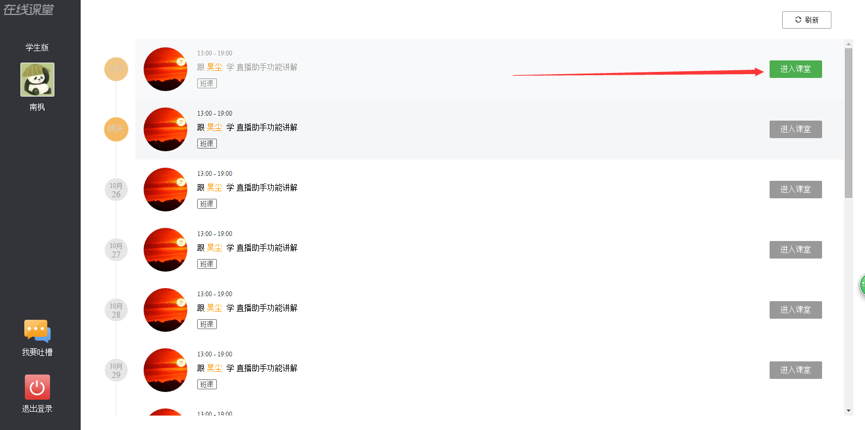 在线课堂
学生版
南枫
我要吐槽
退出登录
刷新
13:00 - 19:00
跟 昊尘 学 直播助手功能讲解
班课
进入课堂
13:00 - 19:00
跟 昊尘 学 直播助手功能讲解
班课
进入课堂
10月
26
13:00 - 19:00
跟 昊尘 学 直播助手功能讲解
班课
进入课堂
10月
27
13:00 - 19:00
跟 昊尘 学 直播助手功能讲解
班课
进入课堂
10月
28
13:00 - 19:00
跟 昊尘 学 直播助手功能讲解
班课
进入课堂
10月
29
13:00 - 19:00
跟 昊尘 学 直播助手功能讲解
班课
进入课堂
13:00 - 19:00